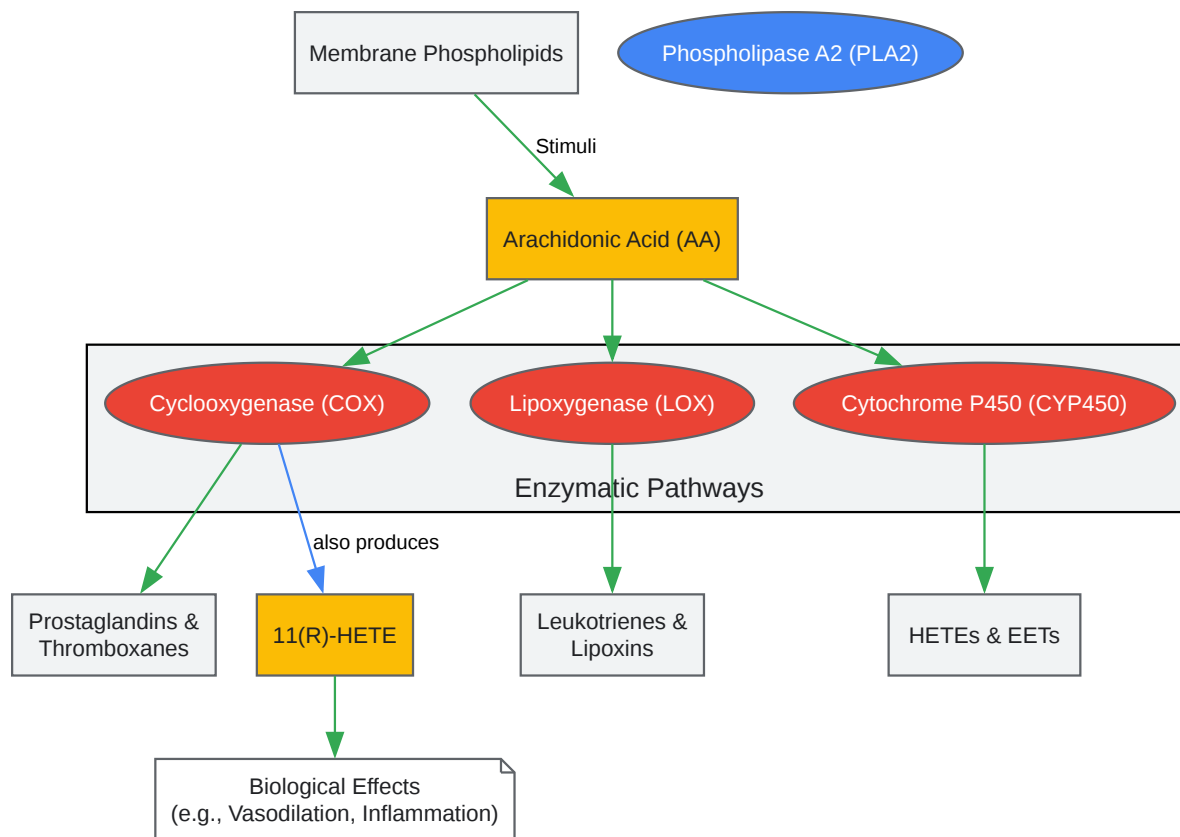 Membrane Phospholipids
Phospholipase A2 (PLA2)
Stimuli
Arachidonic Acid (AA)
Cyclooxygenase (COX)
Lipoxygenase (LOX)
Cytochrome P450 (CYP450)
Enzymatic Pathways
also produces
Prostaglandins &
Thromboxanes
11(R)-HETE
Leukotrienes &
Lipoxins
HETEs & EETs
Biological Effects
(e.g., Vasodilation, Inflammation)